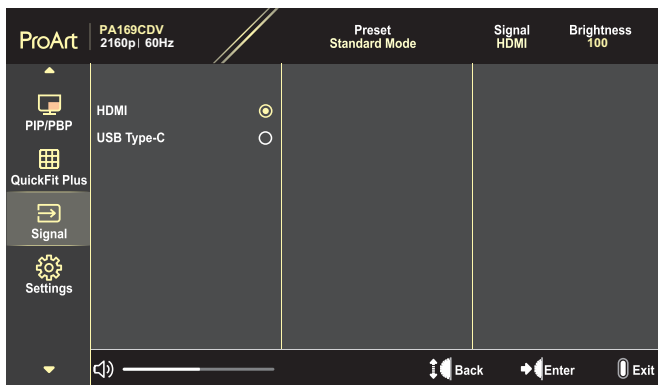 ProArt
PA169CDV
2160p| 60Hz
Preset
Standard Mode
Signal
HDMI
Brightness
100
PIP/PBP
QuickFit Plus
Signal
Settings
HDMI
USB Type-C
Back
Enter
Exit